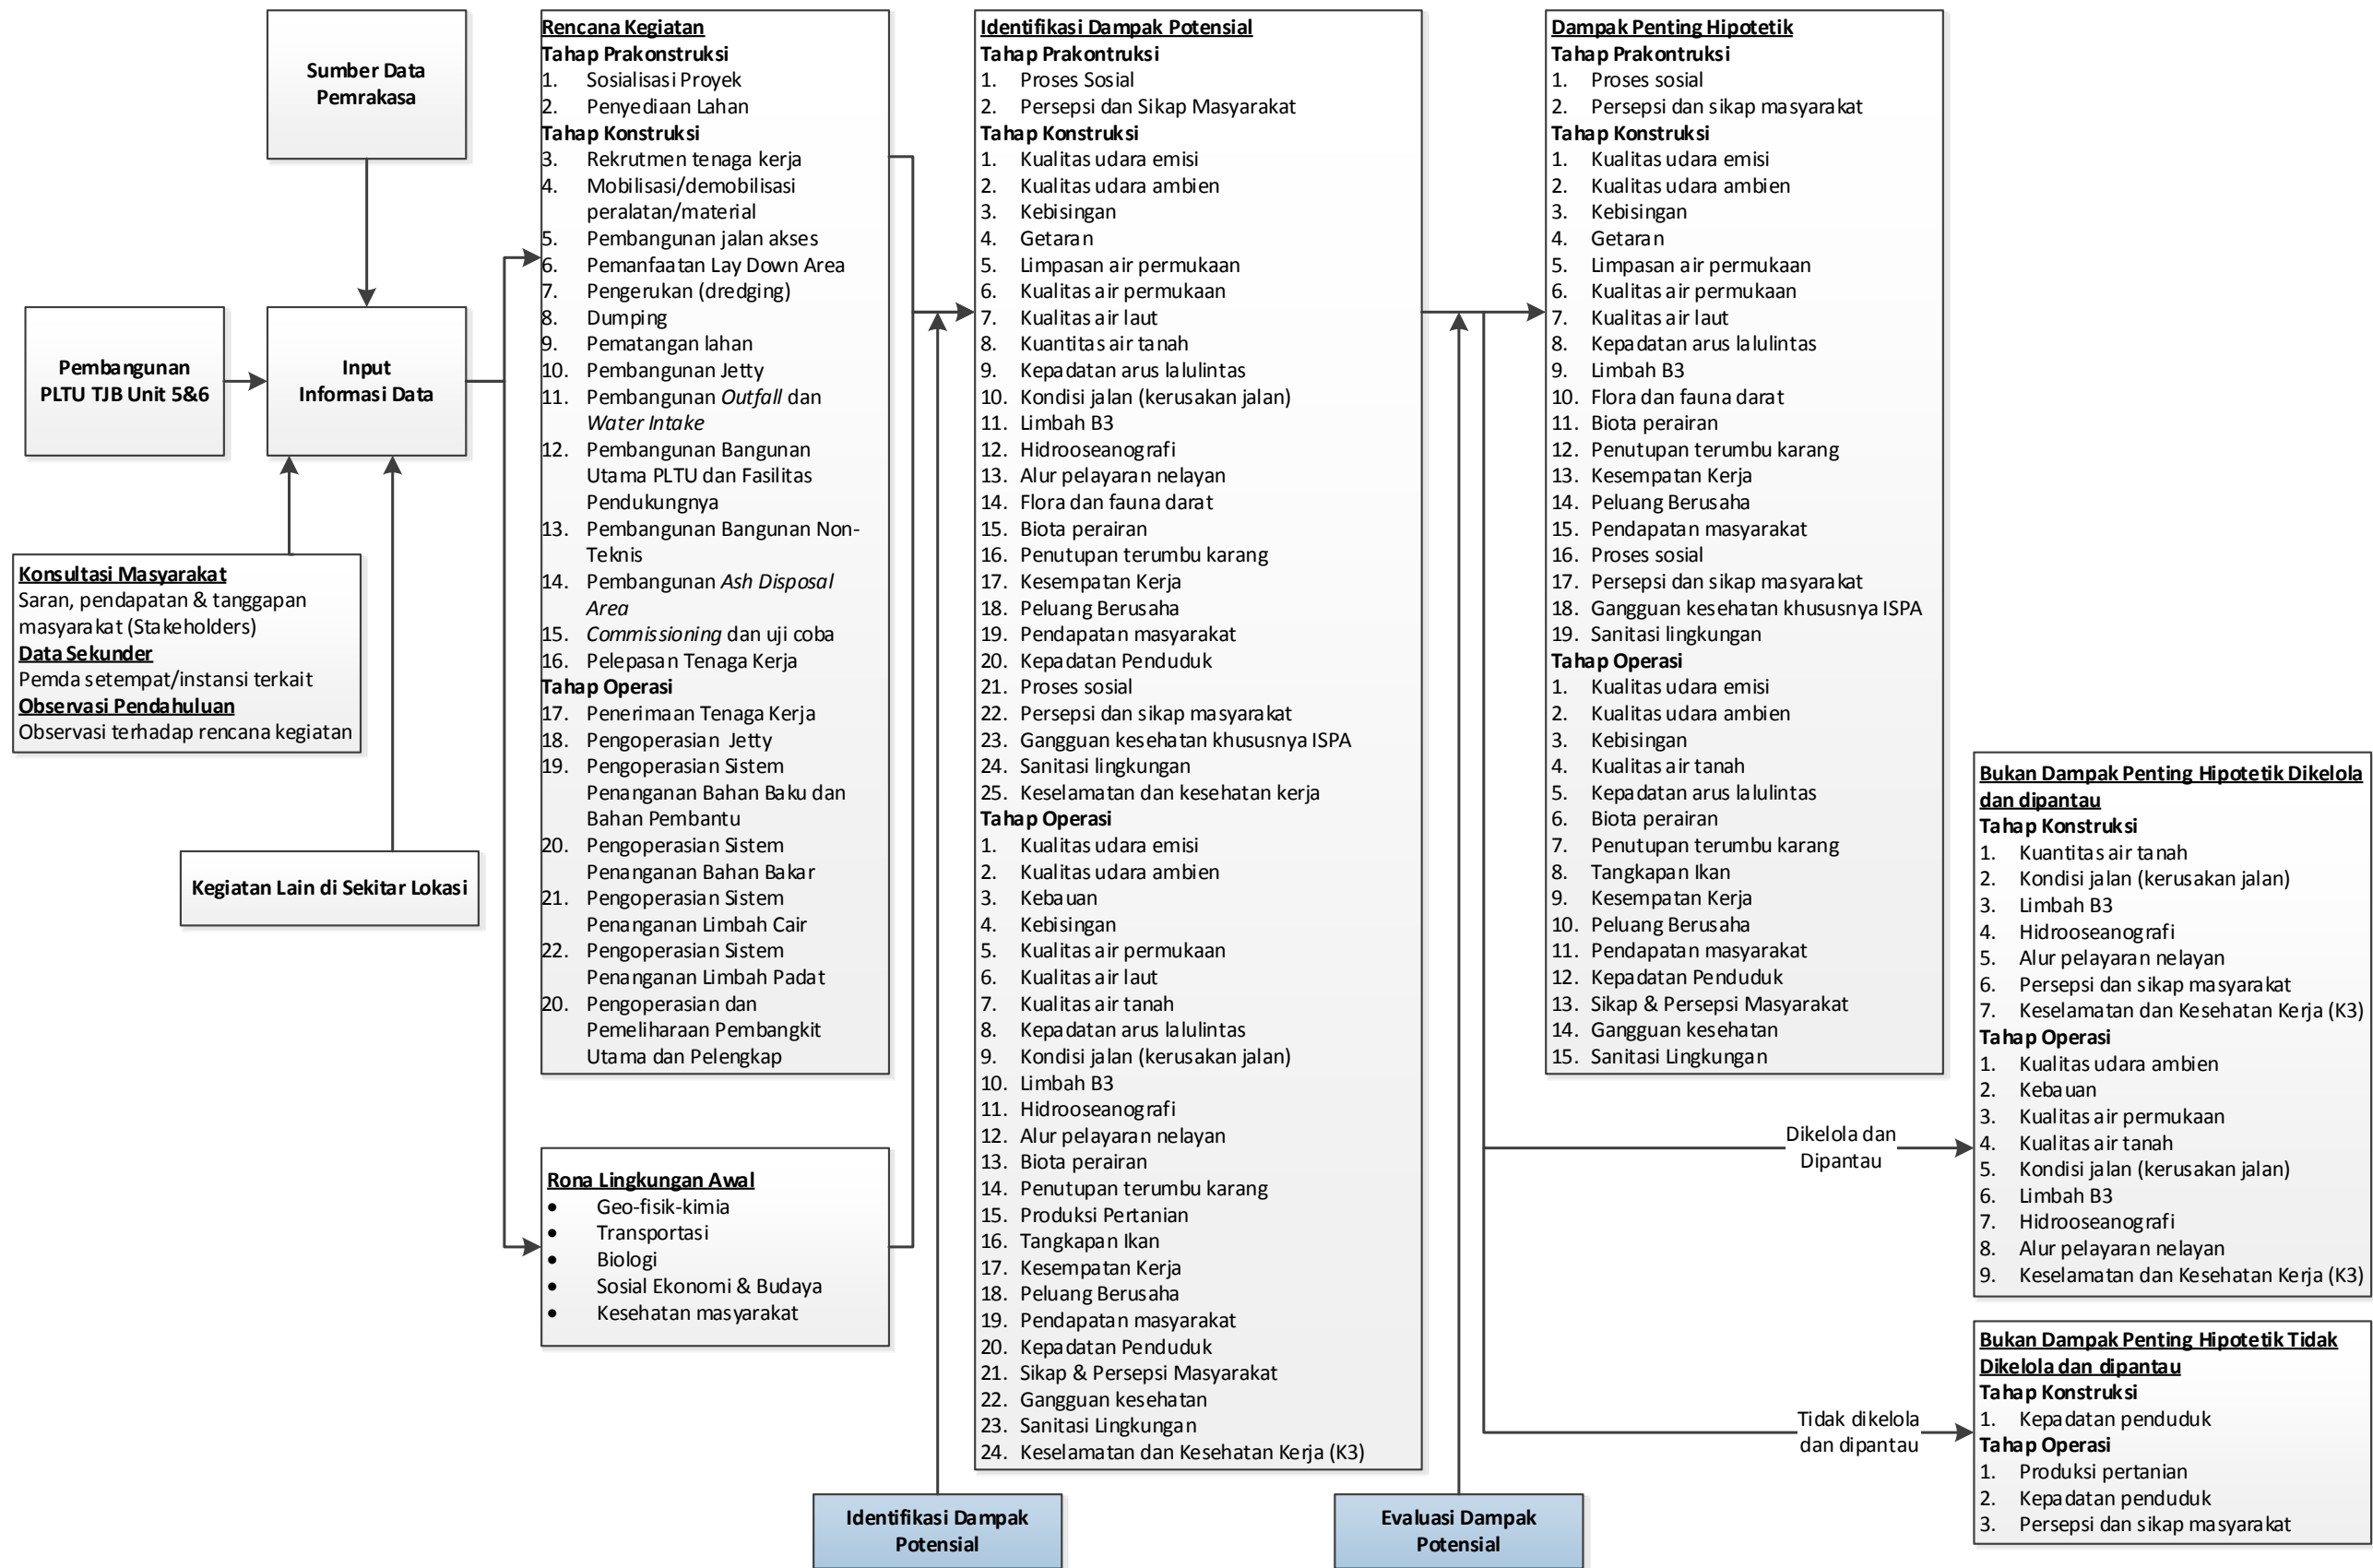 Sumber Data
Pemrakasa
Pembangunan
PLTU TJB Unit 5&6
Input
Informasi Data
Konsultasi Masyarakat
Saran, pendapatan & tanggapan
masyarakat (Stakeholders)
Data Sekunder
Pemda setempat/instansi terkait
Observasi Pendahuluan
Observasi terhadap rencana kegiatan
Kegiatan Lain di Sekitar Lokasi
Rencana Kegiatan
Tahap Prakonstruksi
1. Sosialisasi Proyek
2. Penyediaan Lahan
Tahap Konstruksi
3. Rekrutmen tenaga kerja
4. Mobilisasi/demobilisasi
peralatan/material
5. Pembangunan jalan akses
6. Pemanfaatan Lay Down Area
7. Pengerukan (dredging)
8. Dumping
9. Pematangan lahan
10. Pembangunan Jetty
11. Pembangunan Outfall dan
Water Intake
12. Pembangunan Bangunan
Utama PLTU dan Fasilitas
Pendukungnya
13. Pembangunan Bangunan Non-
Teknis
14. Pembangunan Ash Disposal
Area
15. Commissioning dan uji coba
16. Pelepasan Tenaga Kerja
Tahap Operasi
17. Penerimaan Tenaga Kerja
18. Pengoperasian Jetty
19. Pengoperasian Sistem
Penanganan Bahan Baku dan
Bahan Pembantu
20. Pengoperasian Sistem
Penanganan Bahan Bakar
21. Pengoperasian Sistem
Penanganan Limbah Cair
22. Pengoperasian Sistem
Penanganan Limbah Padat
20. Pengoperasian dan
Pemeliharaan Pembangkit
Utama dan Pelengkap
Rona Lingkungan Awal
• Geo-fisik-kimia
• Transportasi
• Biologi
• Sosial Ekonomi & Budaya
• Kesehatan masyarakat
Identifikasi Dampak Potensial
Tahap Prakontruksi
1. Proses Sosial
2. Persepsi dan Sikap Masyarakat
Tahap Konstruksi
1. Kualitas udara emisi
2. Kualitas udara ambien
3. Kebisingan
4. Getaran
5. Limpasan air permukaan
6. Kualitas air permukaan
7. Kualitas air laut
8. Kuantitas air tanah
9. Kepadatan arus lalulintas
10. Kondisi jalan (kerusakan jalan)
11. Limbah B3
12. Hidrooseanografi
13. Alur pelayaran nelayan
14. Flora dan fauna darat
15. Biota perairan
16. Penutupan terumbu karang
17. Kesempatan Kerja
18. Peluang Berusaha
19. Pendapatan masyarakat
20. Kepadatan Penduduk
21. Proses sosial
22. Persepsi dan sikap masyarakat
23. Gangguan kesehatan khususnya ISPA
24. Sanitasi lingkungan
25. Keselamatan dan kesehatan kerja
Tahap Operasi
1. Kualitas udara emisi
2. Kualitas udara ambien
3. Kebauan
4. Kebisingan
5. Kualitas air permukaan
6. Kualitas air laut
7. Kualitas air tanah
8. Kepadatan arus lalulintas
9. Kondisi jalan (kerusakan jalan)
10. Limbah B3
11. Hidrooseanografi
12. Alur pelayaran nelayan
13. Biota perairan
14. Penutupan terumbu karang
15. Produksi Pertanian
16. Tangkapan Ikan
17. Kesempatan Kerja
18. Peluang Berusaha
19. Pendapatan masyarakat
20. Kepadatan Penduduk
21. Sikap & Persepsi Masyarakat
22. Gangguan kesehatan
23. Sanitasi Lingkungan
24. Keselamatan dan Kesehatan Kerja (K3)
Identifikasi Dampak
Potensial
Evaluasi Dampak
Potensial
Dampak Penting Hipotetik
Tahap Prakontruksi
1. Proses sosial
2. Persepsi dan sikap masyarakat
Tahap Konstruksi
1. Kualitas udara emisi
2. Kualitas udara ambien
3. Kebisingan
4. Getaran
5. Limpasan air permukaan
6. Kualitas air permukaan
7. Kualitas air laut
8. Kepadatan arus lalulintas
9. Limbah B3
10. Flora dan fauna darat
11. Biota perairan
12. Penutupan terumbu karang
13. Kesempatan Kerja
14. Peluang Berusaha
15. Pendapatan masyarakat
16. Proses sosial
17. Persepsi dan sikap masyarakat
18. Gangguan kesehatan khususnya ISPA
19. Sanitasi lingkungan
Tahap Operasi
1. Kualitas udara emisi
2. Kualitas udara ambien
3. Kebisingan
4. Kualitas air tanah
5. Kepadatan arus lalulintas
6. Biota perairan
7. Penutupan terumbu karang
8. Tangkapan Ikan
9. Kesempatan Kerja
10. Peluang Berusaha
11. Pendapatan masyarakat
12. Kepadatan Penduduk
13. Sikap & Persepsi Masyarakat
14. Gangguan kesehatan
15. Sanitasi Lingkungan
Dikelola dan
Dipantau
Tidak dikelola
dan dipantau
Bukan Dampak Penting Hipotetik Dikelola
dan dipantau
Tahap Konstruksi
1. Kuantitas air tanah
2. Kondisi jalan (kerusakan jalan)
3. Limbah B3
4. Hidrooseanografi
5. Alur pelayaran nelayan
6. Persepsi dan sikap masyarakat
7. Keselamatan dan Kesehatan Kerja (K3)
Tahap Operasi
1. Kualitas udara ambien
2. Kebauan
3. Kualitas air permukaan
4. Kualitas air tanah
5. Kondisi jalan (kerusakan jalan)
6. Limbah B3
7. Hidrooseanografi
8. Alur pelayaran nelayan
9. Keselamatan dan Kesehatan Kerja (K3)
Bukan Dampak Penting Hipotetik Tidak
Dikelola dan dipantau
Tahap Konstruksi
1. Kepadatan penduduk
Tahap Operasi
1. Produksi pertanian
2. Kepadatan penduduk
3. Persepsi dan sikap masyarakat